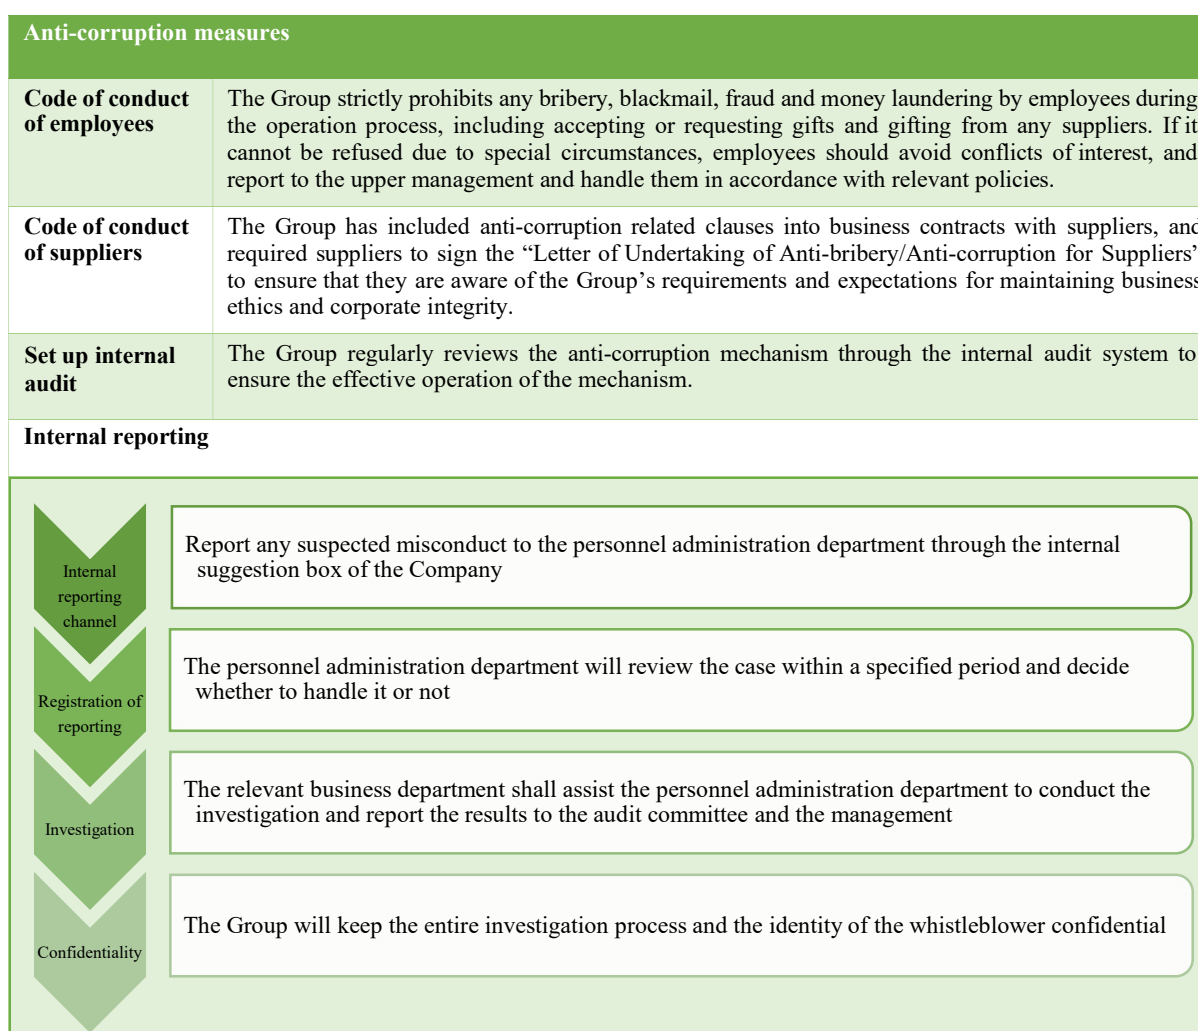 Anti-corruption measures
Code of conduct
of employees
The Group strictly prohibits any bribery, blackmail, fraud and money laundering by employees during
the operation process, including accepting or requesting gifts and gifting from any suppliers. If it
cannot be refused due to special circumstances, employees should avoid conflicts of interest, and
report to the upper management and handle them in accordance with relevant policies.
Code of conduct
of suppliers
The Group has included anti-corruption related clauses into business contracts with suppliers, and
required suppliers to sign the “Letter of Undertaking of Anti-bribery/Anti-corruption for Suppliers”
to ensure that they are aware of the Group’s requirements and expectations for maintaining business
ethics and corporate integrity.
Set up internal
audit
The Group regularly reviews the anti-corruption mechanism through the internal audit system to
ensure the effective operation of the mechanism.
Internal reporting
Internal
reporting
channel
Report any suspected misconduct to the personnel administration department through the internal
suggestion box of the Company
Registration of
reporting
The personnel administration department will review the case within a specified period and decide
whether to handle it or not
Investigation
The relevant business department shall assist the personnel administration department to conduct the
investigation and report the results to the audit committee and the management
Confidentiality
The Group will keep the entire investigation process and the identity of the whistleblower confidential